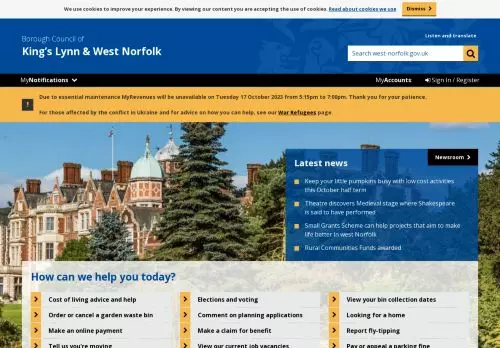 We use cookies to improve your experience. By viewing our content you are accepting the use of cookies. Read about cookies we use Dismiss
Borough Council of
King's Lynn & West Norfolk
Listen and translate
Search west-norfolk.gov.uk
MyNotifications
MyAccounts Sign In / Register
Due to essential maintenance MyRevenues will be unavailable on Tuesday 17 October 2023 from 5:15pm to 7:00pm. Thank you for your patience.
For those affected by the conflict in Ukraine and for advice on how you can help, see our War Refugees page.
Latest news
Newsroom
Keep your little pumpkins busy with low cost activities
this October half term
Theatre discovers Medieval stage where Shakespeare
is said to have performed
Small Grants Scheme can help projects that aim to
make life better in west Norfolk
Rural Communities Funds awarded
How can we help you today?
Cost of living advice and help
Elections and voting
View your bin collection dates
Order or cancel a garden waste bin
Comment on planning applications
Looking for a home
Make an online payment
Make a claim for benefit
Report fly-tipping
Tell us you're moving
View our current job vacancies
Pay or appeal a parking fine